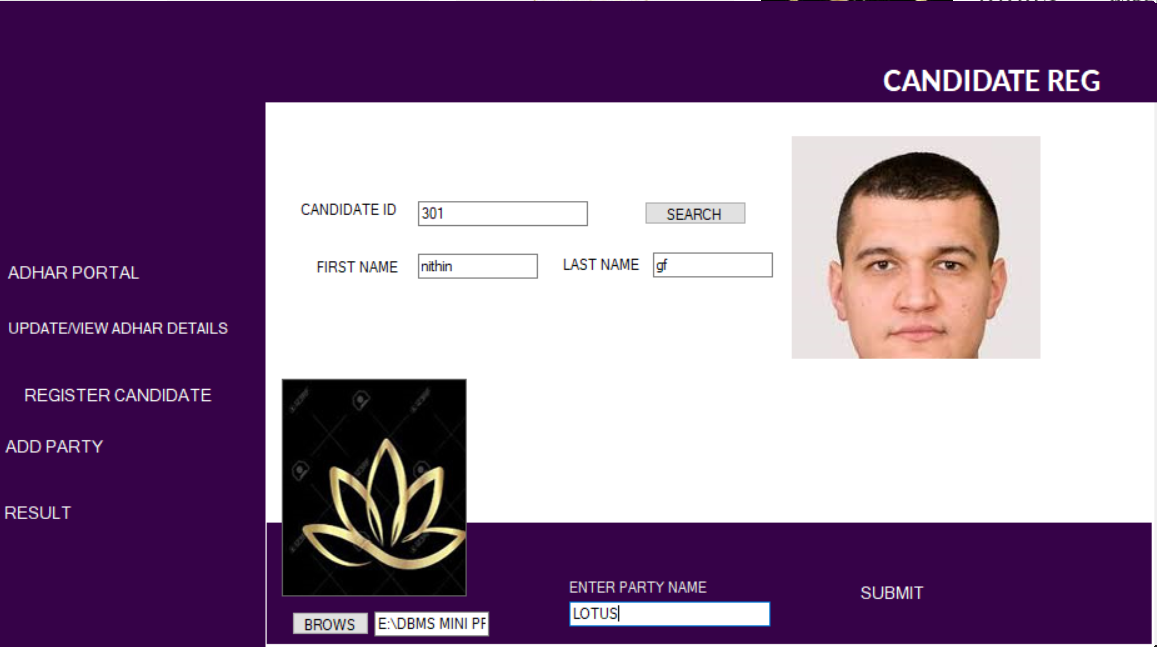 CANDIDATE REG
CANDIDATE ID 301 SEARCH
FIRST NAME nithin LAST NAME gf
ADHAR PORTAL
UPDATE/VIEW ADHAR DETAILS
REGISTER CANDIDATE
ADD PARTY
RESULT
ENTER PARTY NAME
LOTUS
SUBMIT
BROWS E:\DBMS MINI